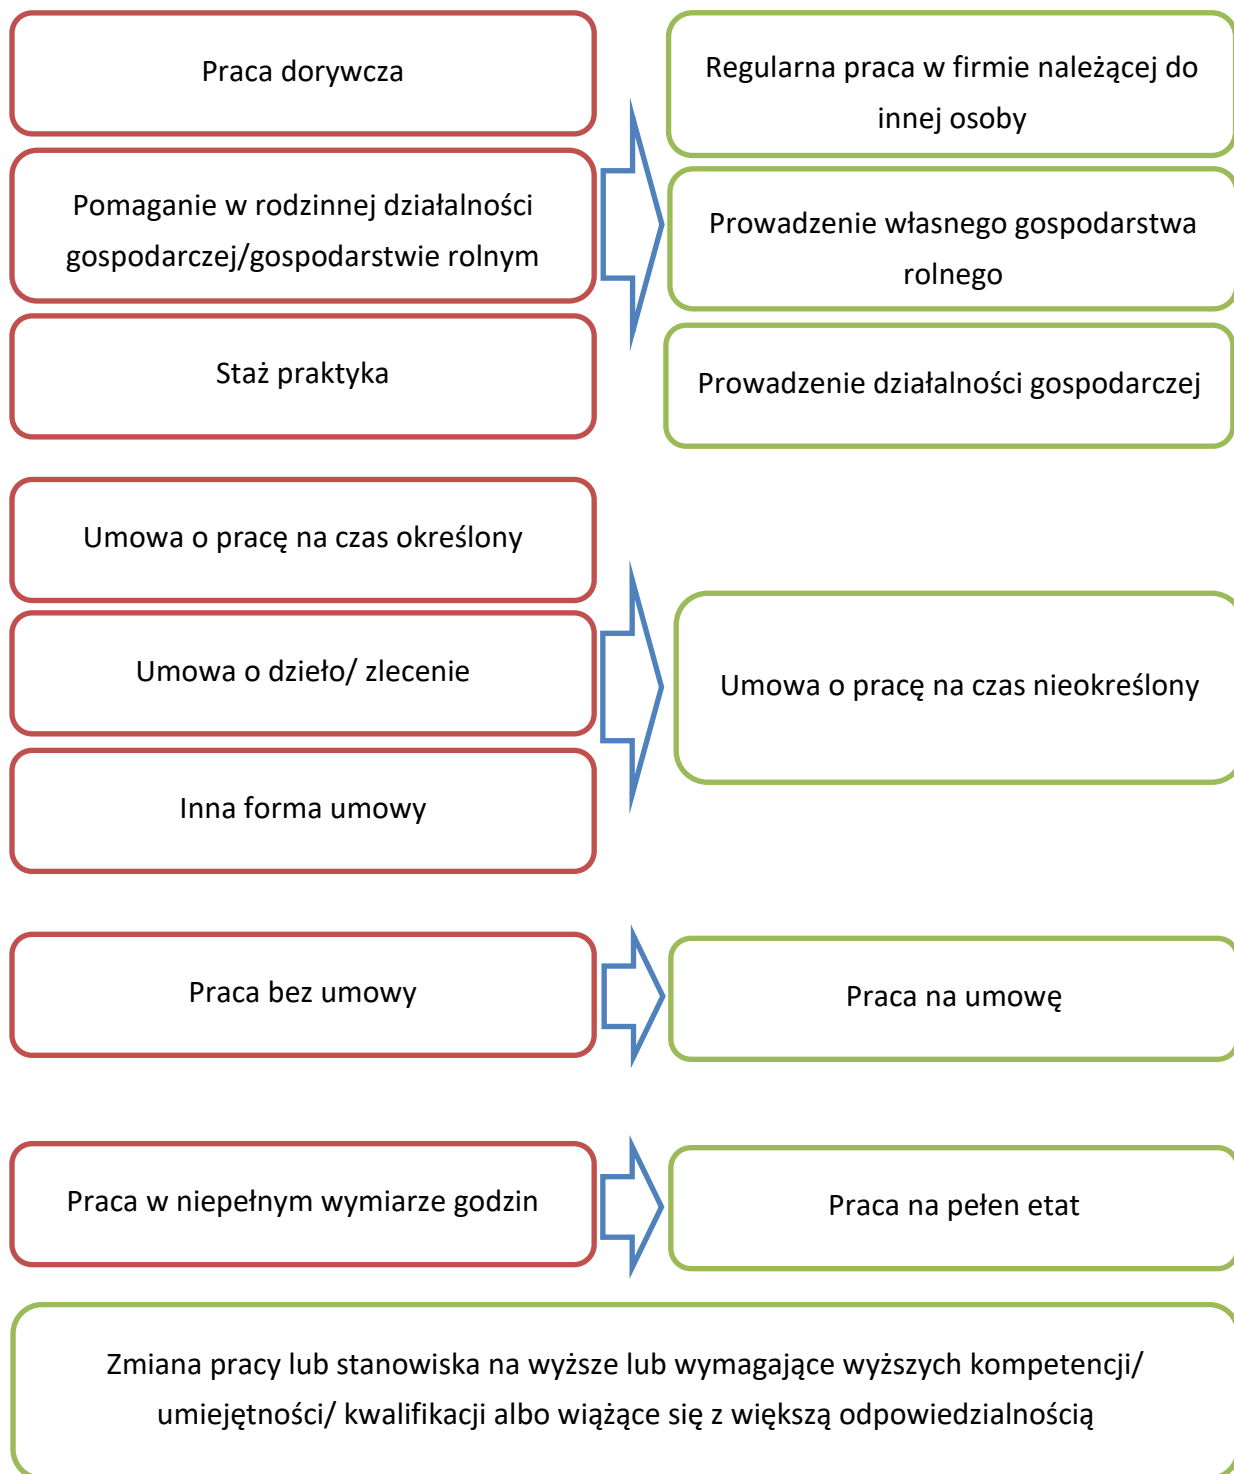 Praca dorywcza
Pomaganie w rodzinnej działalności
gospodarczej/gospodarstwie rolnym
Staż praktyka
Regularna praca w firmie należącej do
innej osoby
Prowadzenie własnego gospodarstwa
rolnego
Prowadzenie działalności gospodarczej
Umowa o pracę na czas określony
Umowa o dzieło/ zlecenie
Inna forma umowy
Umowa o pracę na czas nieokreślony
Praca bez umowy
Praca na umowę
Praca w niepełnym wymiarze godzin
Praca na pełen etat
Zmiana pracy lub stanowiska na wyższe lub wymagające wyższych kompetencji/
umiejętności/ kwalifikacji albo wiążące się z większą odpowiedzialnością